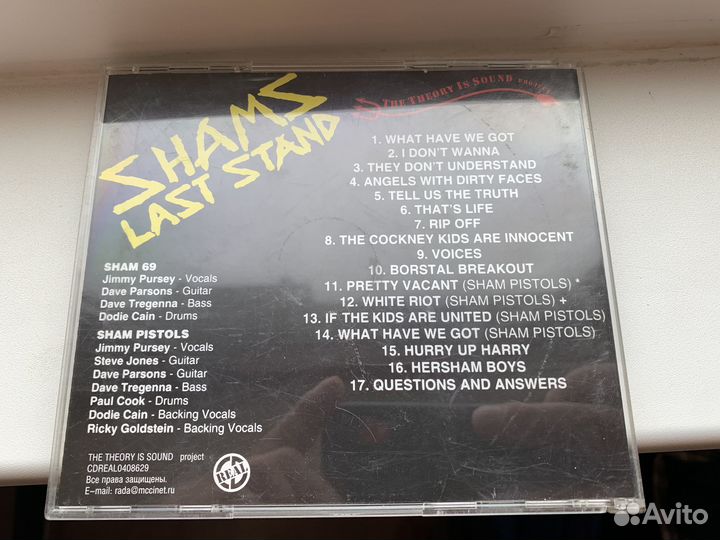 SHAMS
LAST STAND
THE THEORY IS SOUND PROJECT
1. WHAT HAVE WE GOT
2. I DON'T WANNA
3. THEY DON'T UNDERSTAND
4. ANGELS WITH DIRTY FACES
5. TELL US THE TRUTH
6. THAT'S LIFE
7. RIP OFF
8. THE COCKNEY KIDS ARE INNOCENT
9. VOICES
10. BORSTAL BREAKOUT
11. PRETTY VACANT (SHAM PISTOLS) *
12. WHITE RIOT (SHAM PISTOLS) +
13. IF THE KIDS ARE UNITED (SHAM PISTOLS)
14. WHAT HAVE WE GOT (SHAM PISTOLS)
15. HURRY UP HARRY
16. HERSHAM BOYS
17. QUESTIONS AND ANSWERS
SHAM 69
Jimmy Pursey - Vocals
Dave Parsons - Guitar
Dave Tregenna - Bass
Dodie Cain - Drums
SHAM PISTOLS
Jimmy Pursey - Vocals
Steve Jones - Guitar
Dave Parsons - Guitar
Dave Tregenna - Bass
Paul Cook - Drums
Dodie Cain - Backing Vocals
Ricky Goldstein - Backing Vocals
THE THEORY IS SOUND project
CDREAL0408629
Все права защищены.
E-mail: rada@mccinet.ru
REAL
Avito